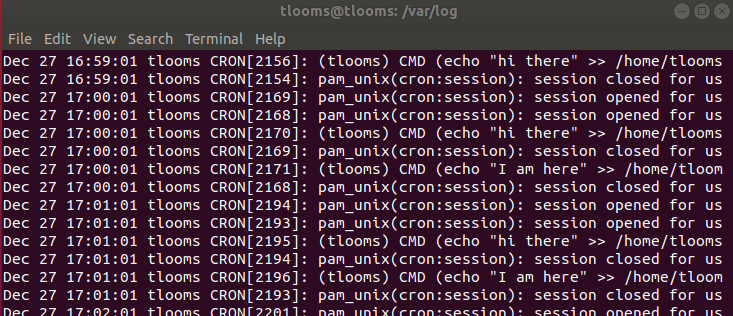 tlooms@tlooms: /var/log
File Edit View Search Terminal Help
Dec 27 16:59:01 tlooms CRON[2156]: (tlooms) CMD (echo "hi there" >> /home/tlooms
Dec 27 16:59:01 tlooms CRON[2154]: pam_unix(cron:session): session closed for us
Dec 27 17:00:01 tlooms CRON[2169]: pam_unix(cron:session): session opened for us
Dec 27 17:00:01 tlooms CRON[2168]: pam_unix(cron:session): session opened for us
Dec 27 17:00:01 tlooms CRON[2170]: (tlooms) CMD (echo "hi there" >> /home/tlooms
Dec 27 17:00:01 tlooms CRON[2169]: pam_unix(cron:session): session closed for us
Dec 27 17:00:01 tlooms CRON[2171]: (tlooms) CMD (echo "I am here" >> /home/tloom
Dec 27 17:00:01 tlooms CRON[2168]: pam_unix(cron:session): session closed for us
Dec 27 17:01:01 tlooms CRON[2194]: pam_unix(cron:session): session opened for us
Dec 27 17:01:01 tlooms CRON[2193]: pam_unix(cron:session): session opened for us
Dec 27 17:01:01 tlooms CRON[2195]: (tlooms) CMD (echo "hi there" >> /home/tlooms
Dec 27 17:01:01 tlooms CRON[2194]: pam_unix(cron:session): session closed for us
Dec 27 17:01:01 tlooms CRON[2196]: (tlooms) CMD (echo "I am here" >> /home/tloom
Dec 27 17:01:01 tlooms CRON[2193]: pam_unix(cron:session): session closed for us
Dec 27 17:02:01 tlooms CRON[2201]: pam_unix(cron:session): session opened for us